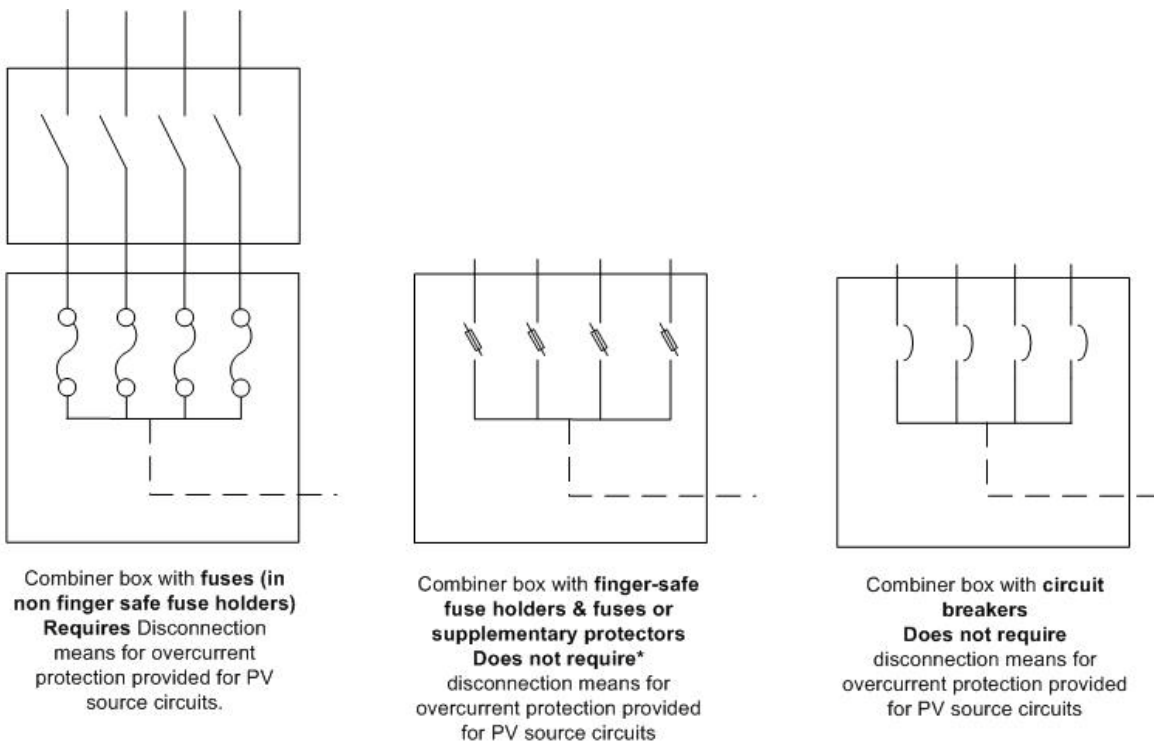 Combiner box with fuses (in
non finger safe fuse holders)
Requires Disconnection
means for overcurrent
protection provided for PV
source circuits.
Combiner box with finger-safe
fuse holders & fuses or
supplementary protectors
Does not require*
disconnection means for
overcurrent protection provided
for PV source circuits
Combiner box with circuit
breakers
Does not require
disconnection means for
overcurrent protection provided
for PV source circuits